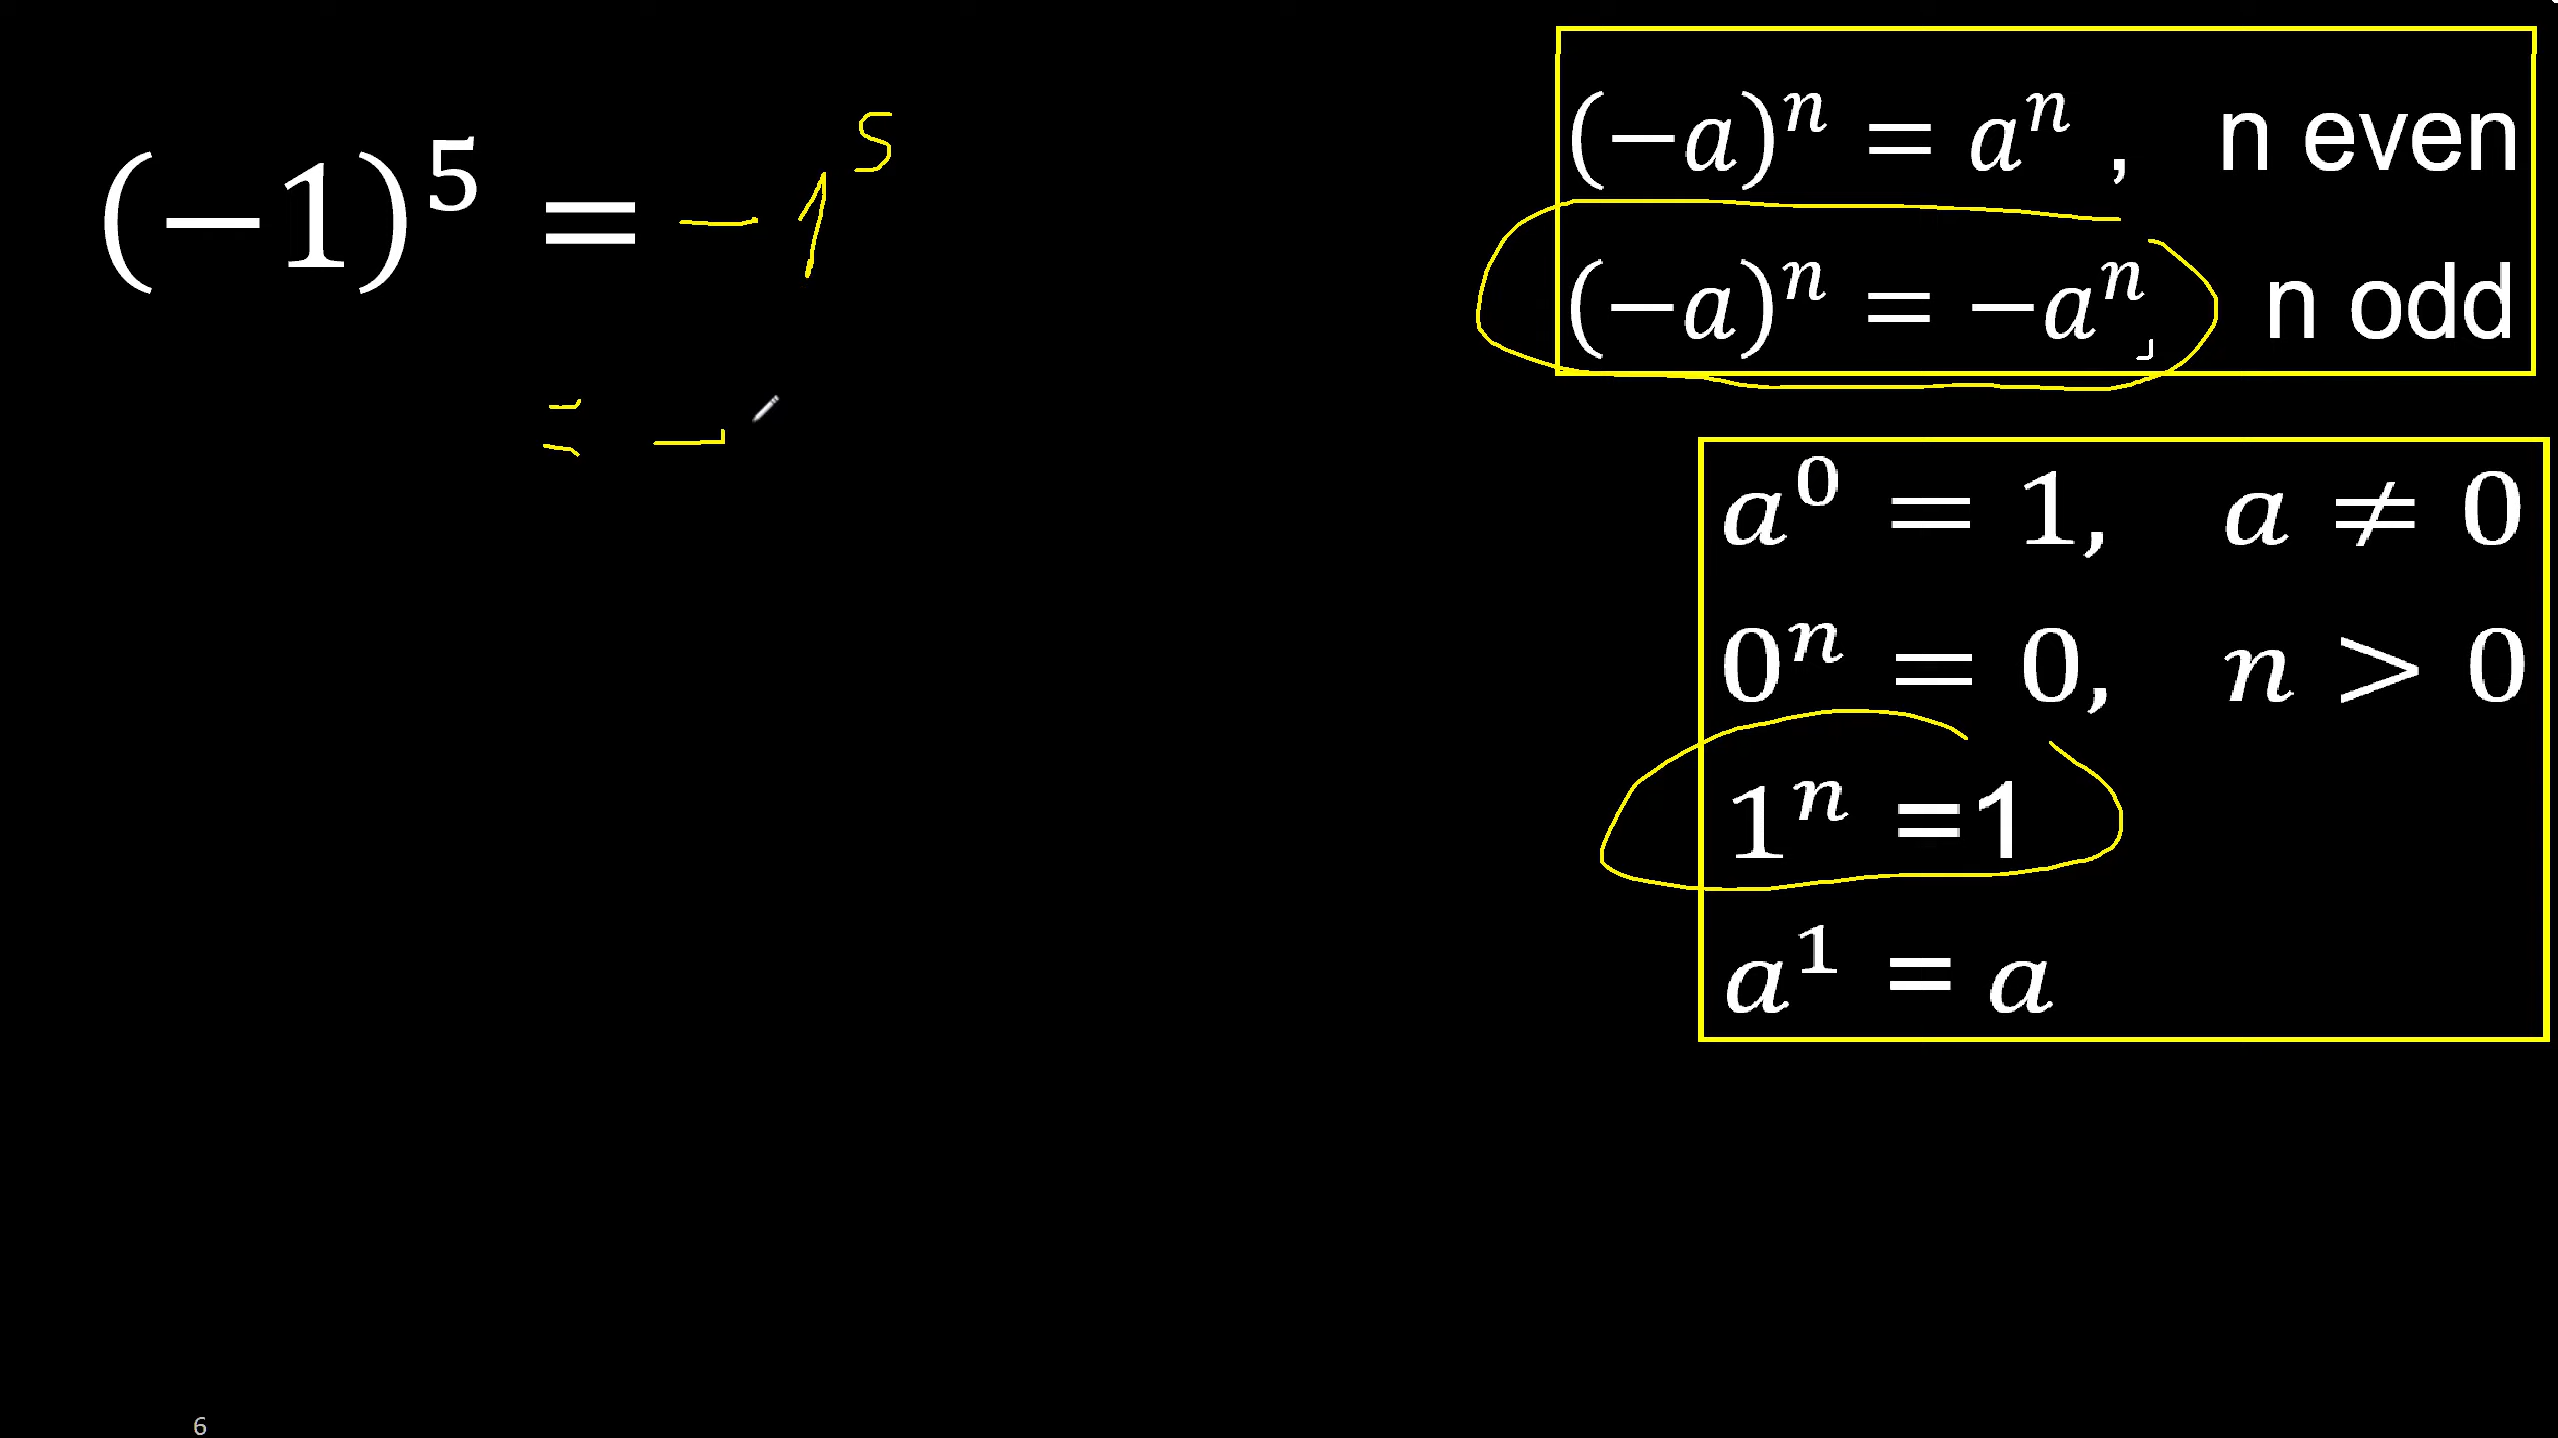 (−1)⁵ = − 1⁵
= −
(−a)ⁿ = aⁿ , n even
(−a)ⁿ = −aⁿ n odd
a⁰ = 1, a ≠ 0
0ⁿ = 0, n > 0
1ⁿ =1
a¹ = a
6